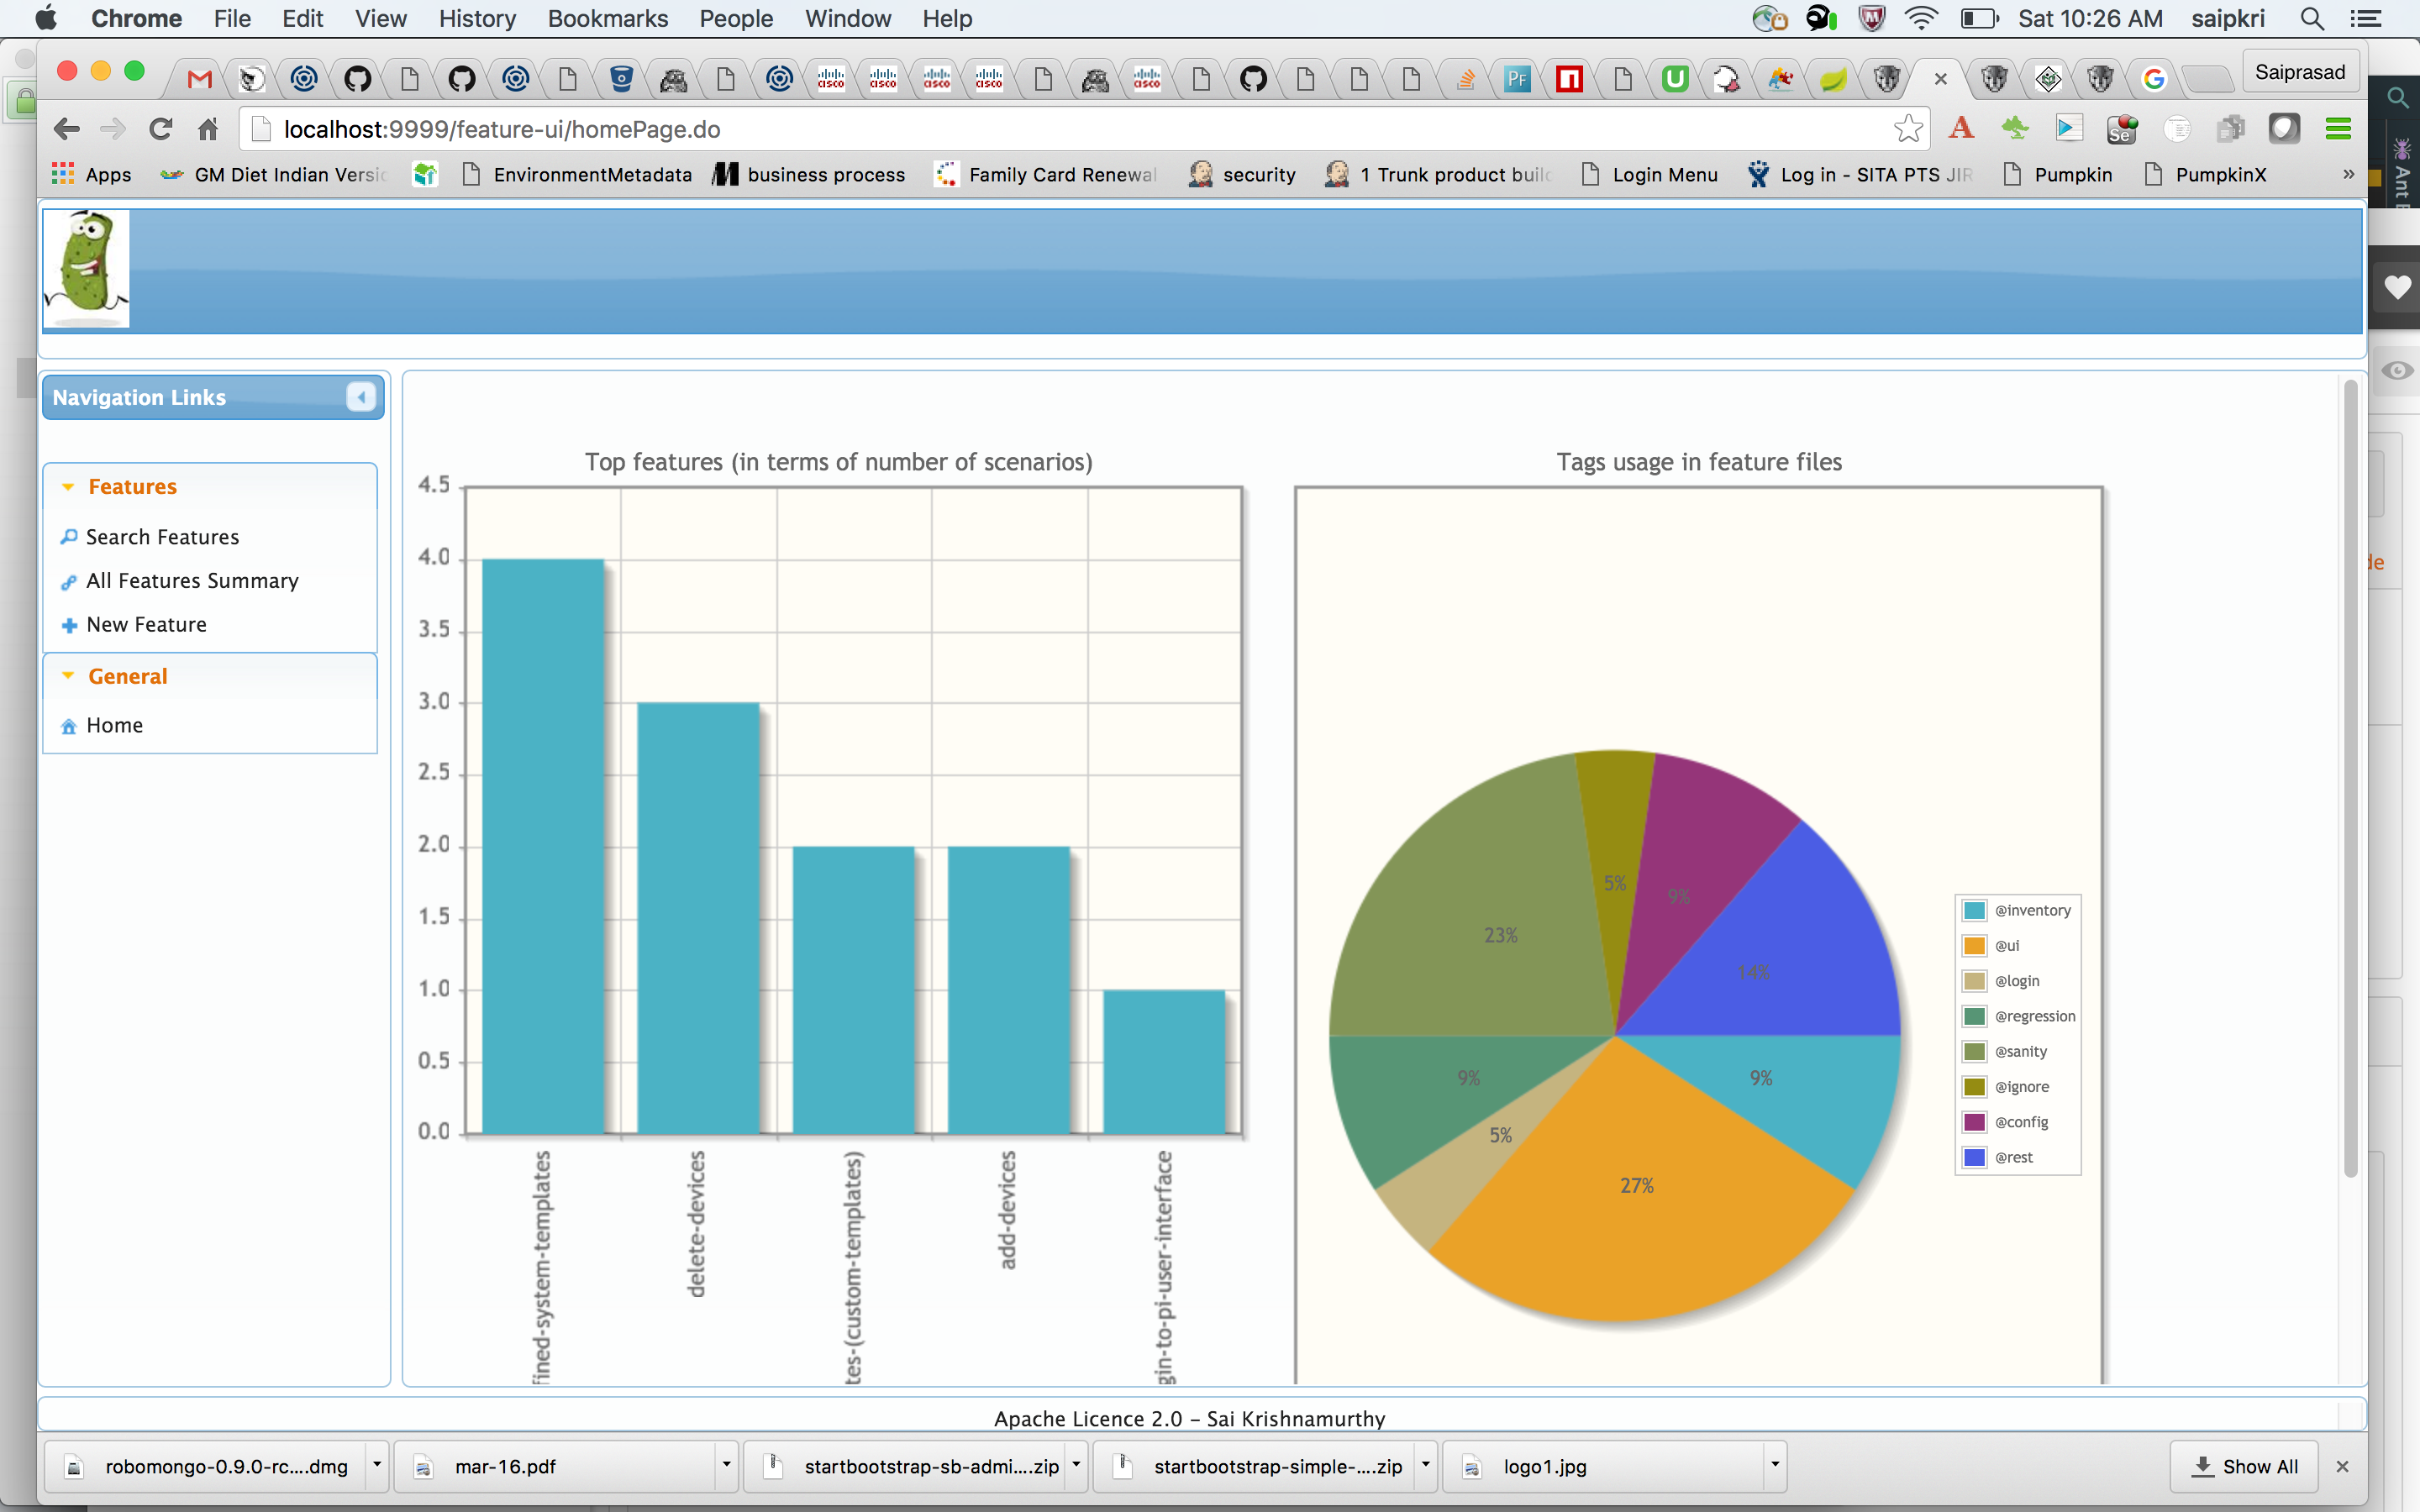 Chrome File Edit View History Bookmarks People Window Help Sat 10:26 AM saipkri
Saiprasad
localhost:9999/feature-ui/homePage.do
Apps GM Diet Indian Versi EnvironmentMetadata business process Family Card Renewal security 1 Trunk product build Login Menu Log in - SITA PTS JIR Pumpkin PumpkinX »
Ant
Navigation Links
Features
Search Features
All Features Summary
New Feature
General
Home
Top features (in terms of number of scenarios)
4.5
4.0
3.5
3.0
2.5
2.0
1.5
1.0
0.5
0.0
fined-system-templates
delete-devices
tes-(custom-templates)
add-devices
gin-to-pi-user-interface
Tags usage in feature files
5%
9%
23%
14%
9%
9%
5%
27%
@inventory
@ui
@login
@regression
@sanity
@ignore
@config
@rest
de
Apache Licence 2.0 – Sai Krishnamurthy
robomongo-0.9.0-rc....dmg mar-16.pdf startbootstrap-sb-admi....zip startbootstrap-simple-....zip logo1.jpg Show All